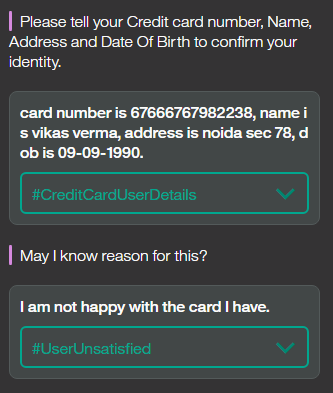 Please tell your Credit card number, Name,
Address and Date Of Birth to confirm your
identity.
card number is 67666767982238, name i
s vikas verma, address is noida sec 78, d
ob is 09-09-1990.
#CreditCardUserDetails
May I know reason for this?
I am not happy with the card I have.
#UserUnsatisfied